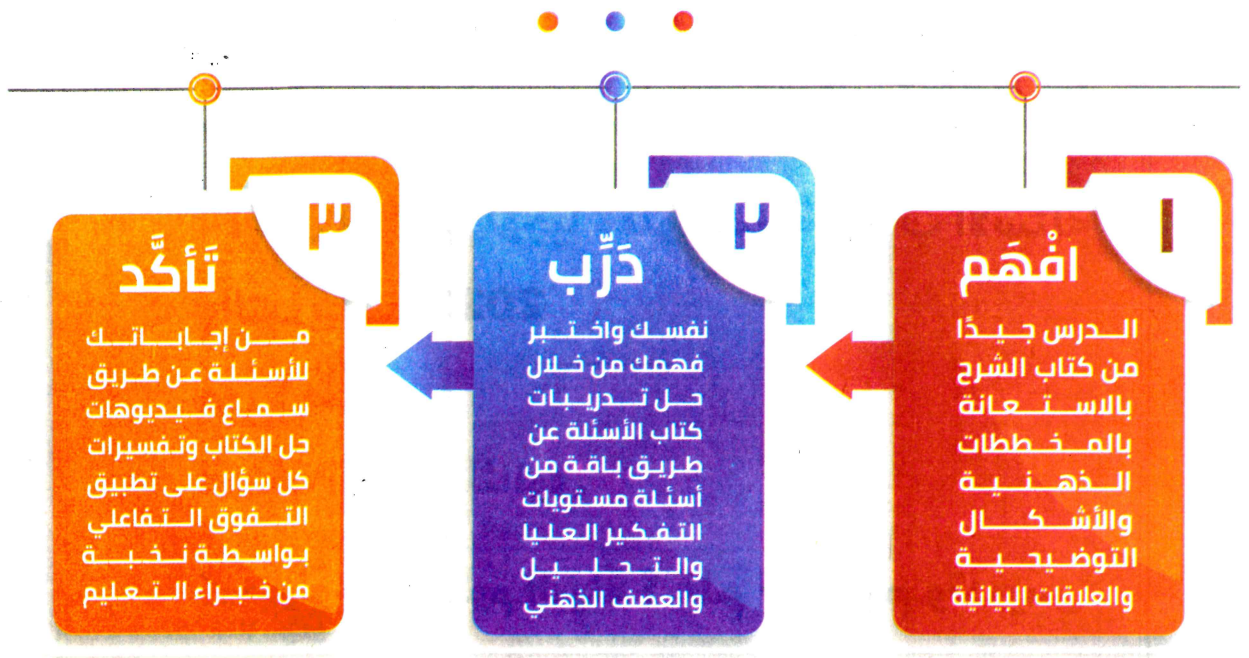 ١
افْهَم
الدرس جيدًا
من كتاب الشرح
بالاستعانة
بالمخططات
الذهنية
والأشكال
التوضيحية
والعلاقات البيانية
٢
دَرِّب
نفسك واختبر
فهمك من خلال
حل تدريبات
كتاب الأسئلة عن
طريق باقة من
أسئلة مستويات
التفكير العليا
والتحليل
والعصف الذهني
٣
تَأكَّد
من إجاباتك
للأسئلة عن طريق
سماع فيديوهات
حل الكتاب وتفسيرات
كل سؤال على تطبيق
التفوق التفاعلي
بواسطة نخبة
من خبراء التعليم